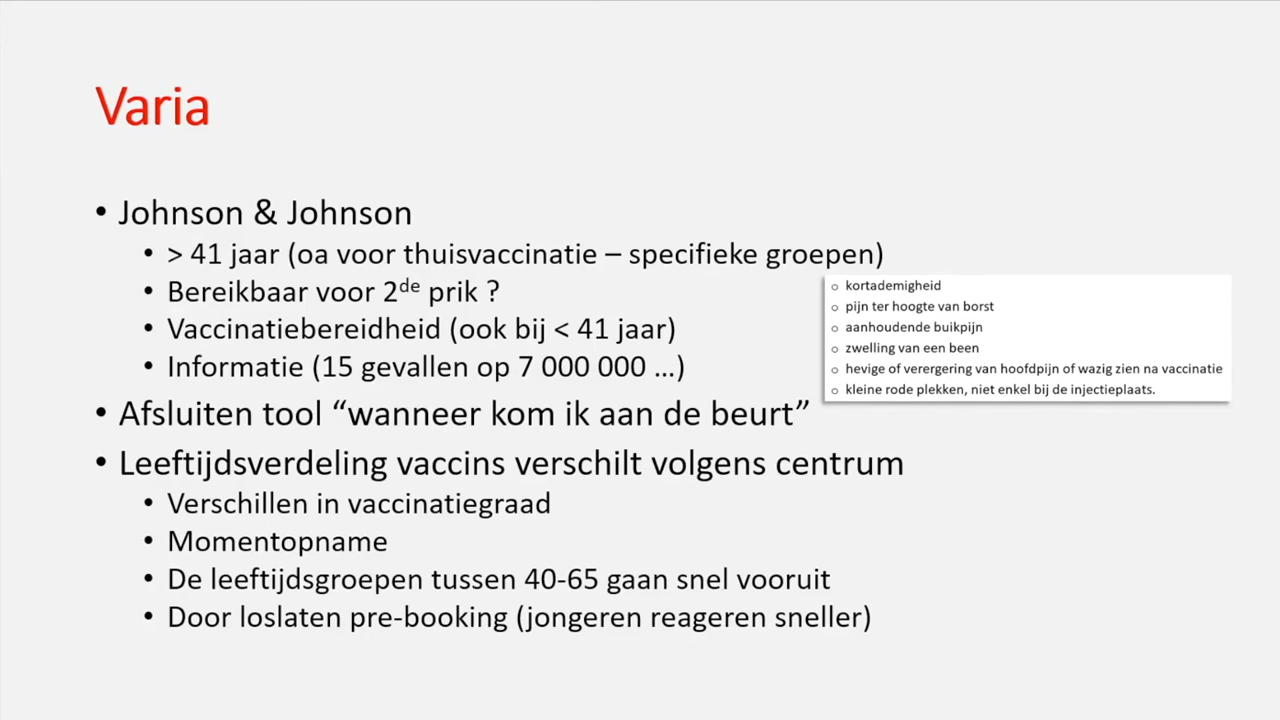 Varia
• Johnson & Johnson
• > 41 jaar (oa voor thuisvaccinatie – specifieke groepen)
• Bereikbaar voor 2de prik ?
• Vaccinatiebereidheid (ook bij < 41 jaar)
• Informatie (15 gevallen op 7 000 000 …)
o kortademigheid
o pijn ter hoogte van borst
o aanhoudende buikpijn
o zwelling van een been
o hevige of verergering van hoofdpijn of wazig zien na vaccinatie
o kleine rode plekken, niet enkel bij de injectieplaats.
• Afsluiten tool “wanneer kom ik aan de beurt”
• Leeftijdsverdeling vaccins verschilt volgens centrum
• Verschillen in vaccinatiegraad
• Momentopname
• De leeftijdsgroepen tussen 40-65 gaan snel vooruit
• Door loslaten pre-booking (jongeren reageren sneller)